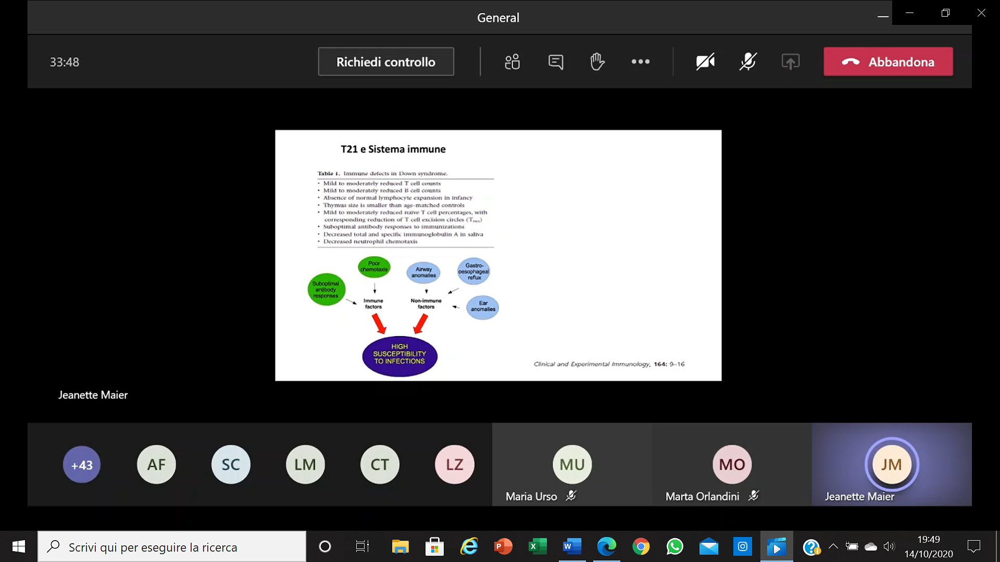 General
33:48
Richiedi controllo
Abbandona
T21 e Sistema immune
Table 1. Immune defects in Down syndrome.
• Mild to moderately reduced T cell counts
• Mild to moderately reduced B cell counts
• Absence of normal lymphocyte expansion in infancy
• Thymus size is smaller than age-matched controls
• Mild to moderately reduced naive T cell percentages, with
corresponding reduction of T cell excision circles (Trecs)
• Suboptimal antibody responses to immunizations
• Decreased total and specific immunoglobulin A in saliva
• Decreased neutrophil chemotaxis
Poor
chemotaxis
Airway
anomalies
Gastro-
oesophageal
reflux
Suboptimal
antibody
responses
Immune
factors
Non-immune
factors
Ear
anomalies
HIGH
SUSCEPTIBILITY
TO INFECTIONS
Clinical and Experimental Immunology, 164: 9–16
Jeanette Maier
+43
AF
SC
LM
CT
LZ
MU
MO
JM
Maria Urso
Marta Orlandini
Jeanette Maier
Scrivi qui per eseguire la ricerca
19:49
14/10/2020